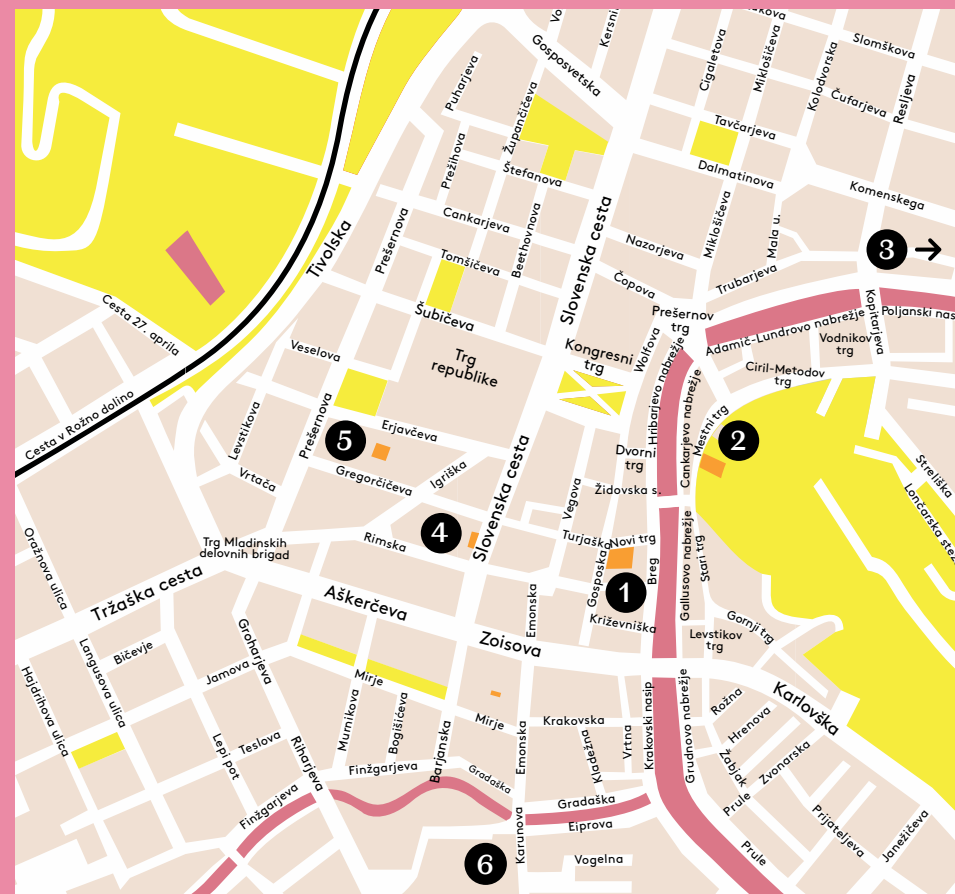 Gosposvetska
Cigaletova
Miklošičeva
Kolodvorska
Slomškova
Čufarjeva
Resljeva
Puharjeva
Župančičeva
Tavčarjeva
Prežihova
Štefanova
Dalmatinova
Komenskega
Prešernova
Cankarjeva
Beethovnova
Slovenska cesta
Nazorjeva
Miklošičeva
Mala u.
3
Tivolska
Tomšičeva
Čopova
Trubarjeva
Cesta 27. aprila
Šubičeva
Prešernov
trg
Kopitarjeva
Poljanski nas
Adamič-Lundrovo nabrežje
Vodnikov
trg
Veselova
Trg
republike
Kongresni
trg
Wolfova
Hribarjevo nabrežje
Ciril-Metodov
trg
Cankarjevo nabrežje
Mestni trg
Cesta v Rožno dolino
Levstikova
Prešernova
5
Erjavčeva
2
Dvorni
trg
Streliška
Gregorčičeva
Igriška
Slovenska cesta
Vrtača
Vegova
Židovska s.
Lončarska stez
4
Oražnova ulica
Trg Mladinskih
delovnih brigad
Rimska
Turjaška
Novi trg
Gosposka
Breg
Gallusovo nabrežje
Stari trg
1
Tržaška cesta
Aškerčeva
Emonska
Križevniška
Zoisova
Levstikov
trg
Gornji trg
Hajdrihova ulica
Langusova ulica
Bičevje
Groharjeva
Jamova
Mirje
Karlovška
Murnikova
Bogišićeva
Barjanska
Mirje
Emonska
Krakovska
Kladezna
Vrtna
Krakovski nasip
Grudnovo nabrežje
Rožna
Hrenova
Žabjak
Zvonarska
Lepi pot
Teslova
Riharjeva
Finžgarjeva
Gradaška
Finžgarjeva
Gradaška
Eiprova
Karunova
Prule
Prijateljeva
Janežičeva
Prule
6
Vogelna